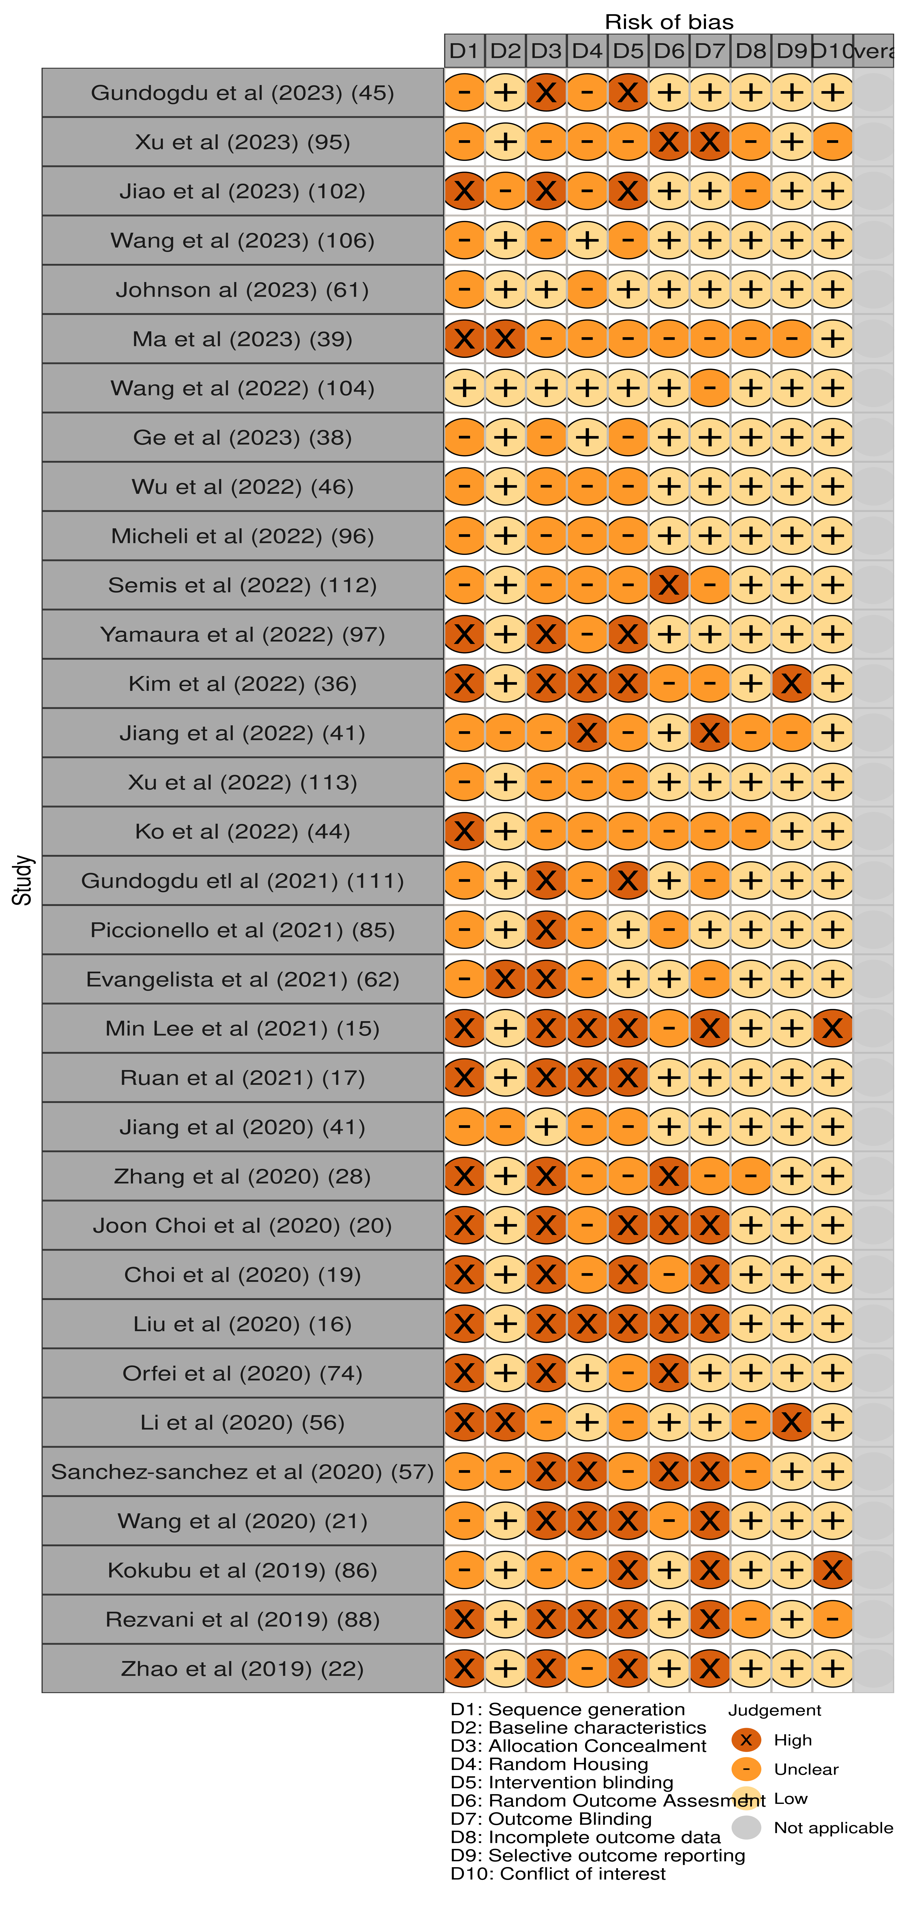 Risk of bias
D1 D2 D3 D4 D5 D6 D7 D8 D9 D10 vera
Gundogdu et al (2023) (45) - + X - X + + + + +
Xu et al (2023) (95) - + - - - X X - + -
Jiao et al (2023) (102) X - X - X + + - + +
Wang et al (2023) (106) - + - + - + + + + +
Johnson al (2023) (61) - + + - + + + + + +
Ma et al (2023) (39) X X - - - - - - - +
Wang et al (2022) (104) + + + + + + - + + +
Ge et al (2023) (38) - + - + - + + + + +
Wu et al (2022) (46) - + - - - + + + + +
Micheli et al (2022) (96) - + - - - + + + + +
Semis et al (2022) (112) - + - - - X - + + +
Yamaura et al (2022) (97) X + X - X + + + + +
Kim et al (2022) (36) X + X X X - - + X +
Jiang et al (2022) (41) - - - X - + X - - +
Xu et al (2022) (113) - + - - - + + + + +
Ko et al (2022) (44) X + - - - - - - + +
Study
Gundogdu etl al (2021) (111) - + X - X + - + + +
Piccionello et al (2021) (85) - + X - + - + + + +
Evangelista et al (2021) (62) - X X - + + - + + +
Min Lee et al (2021) (15) X + X X X - X + + X
Ruan et al (2021) (17) X + X X X + + + + +
Jiang et al (2020) (41) - - + - - + + + + +
Zhang et al (2020) (28) X + X - - X - - + +
Joon Choi et al (2020) (20) X + X - X X X + + +
Choi et al (2020) (19) X + X - X - X + + +
Liu et al (2020) (16) X + X X X X X + + +
Orfei et al (2020) (74) X + X + - X + + + +
Li et al (2020) (56) X X - + - + + - X +
Sanchez-sanchez et al (2020) (57) - - X X - X X - + +
Wang et al (2020) (21) - + X X X - X + + +
Kokubu et al (2019) (86) - + - - X + X + + X
Rezvani et al (2019) (88) X + X X X + X - + -
Zhao et al (2019) (22) X + X - X + X + + +
D1: Sequence generation
D2: Baseline characteristics
D3: Allocation Concealment
D4: Random Housing
D5: Intervention blinding
D6: Random Outcome Assesment
D7: Outcome Blinding
D8: Incomplete outcome data
D9: Selective outcome reporting
D10: Conflict of interest
Judgement
X High
- Unclear
+ Low
Not applicable